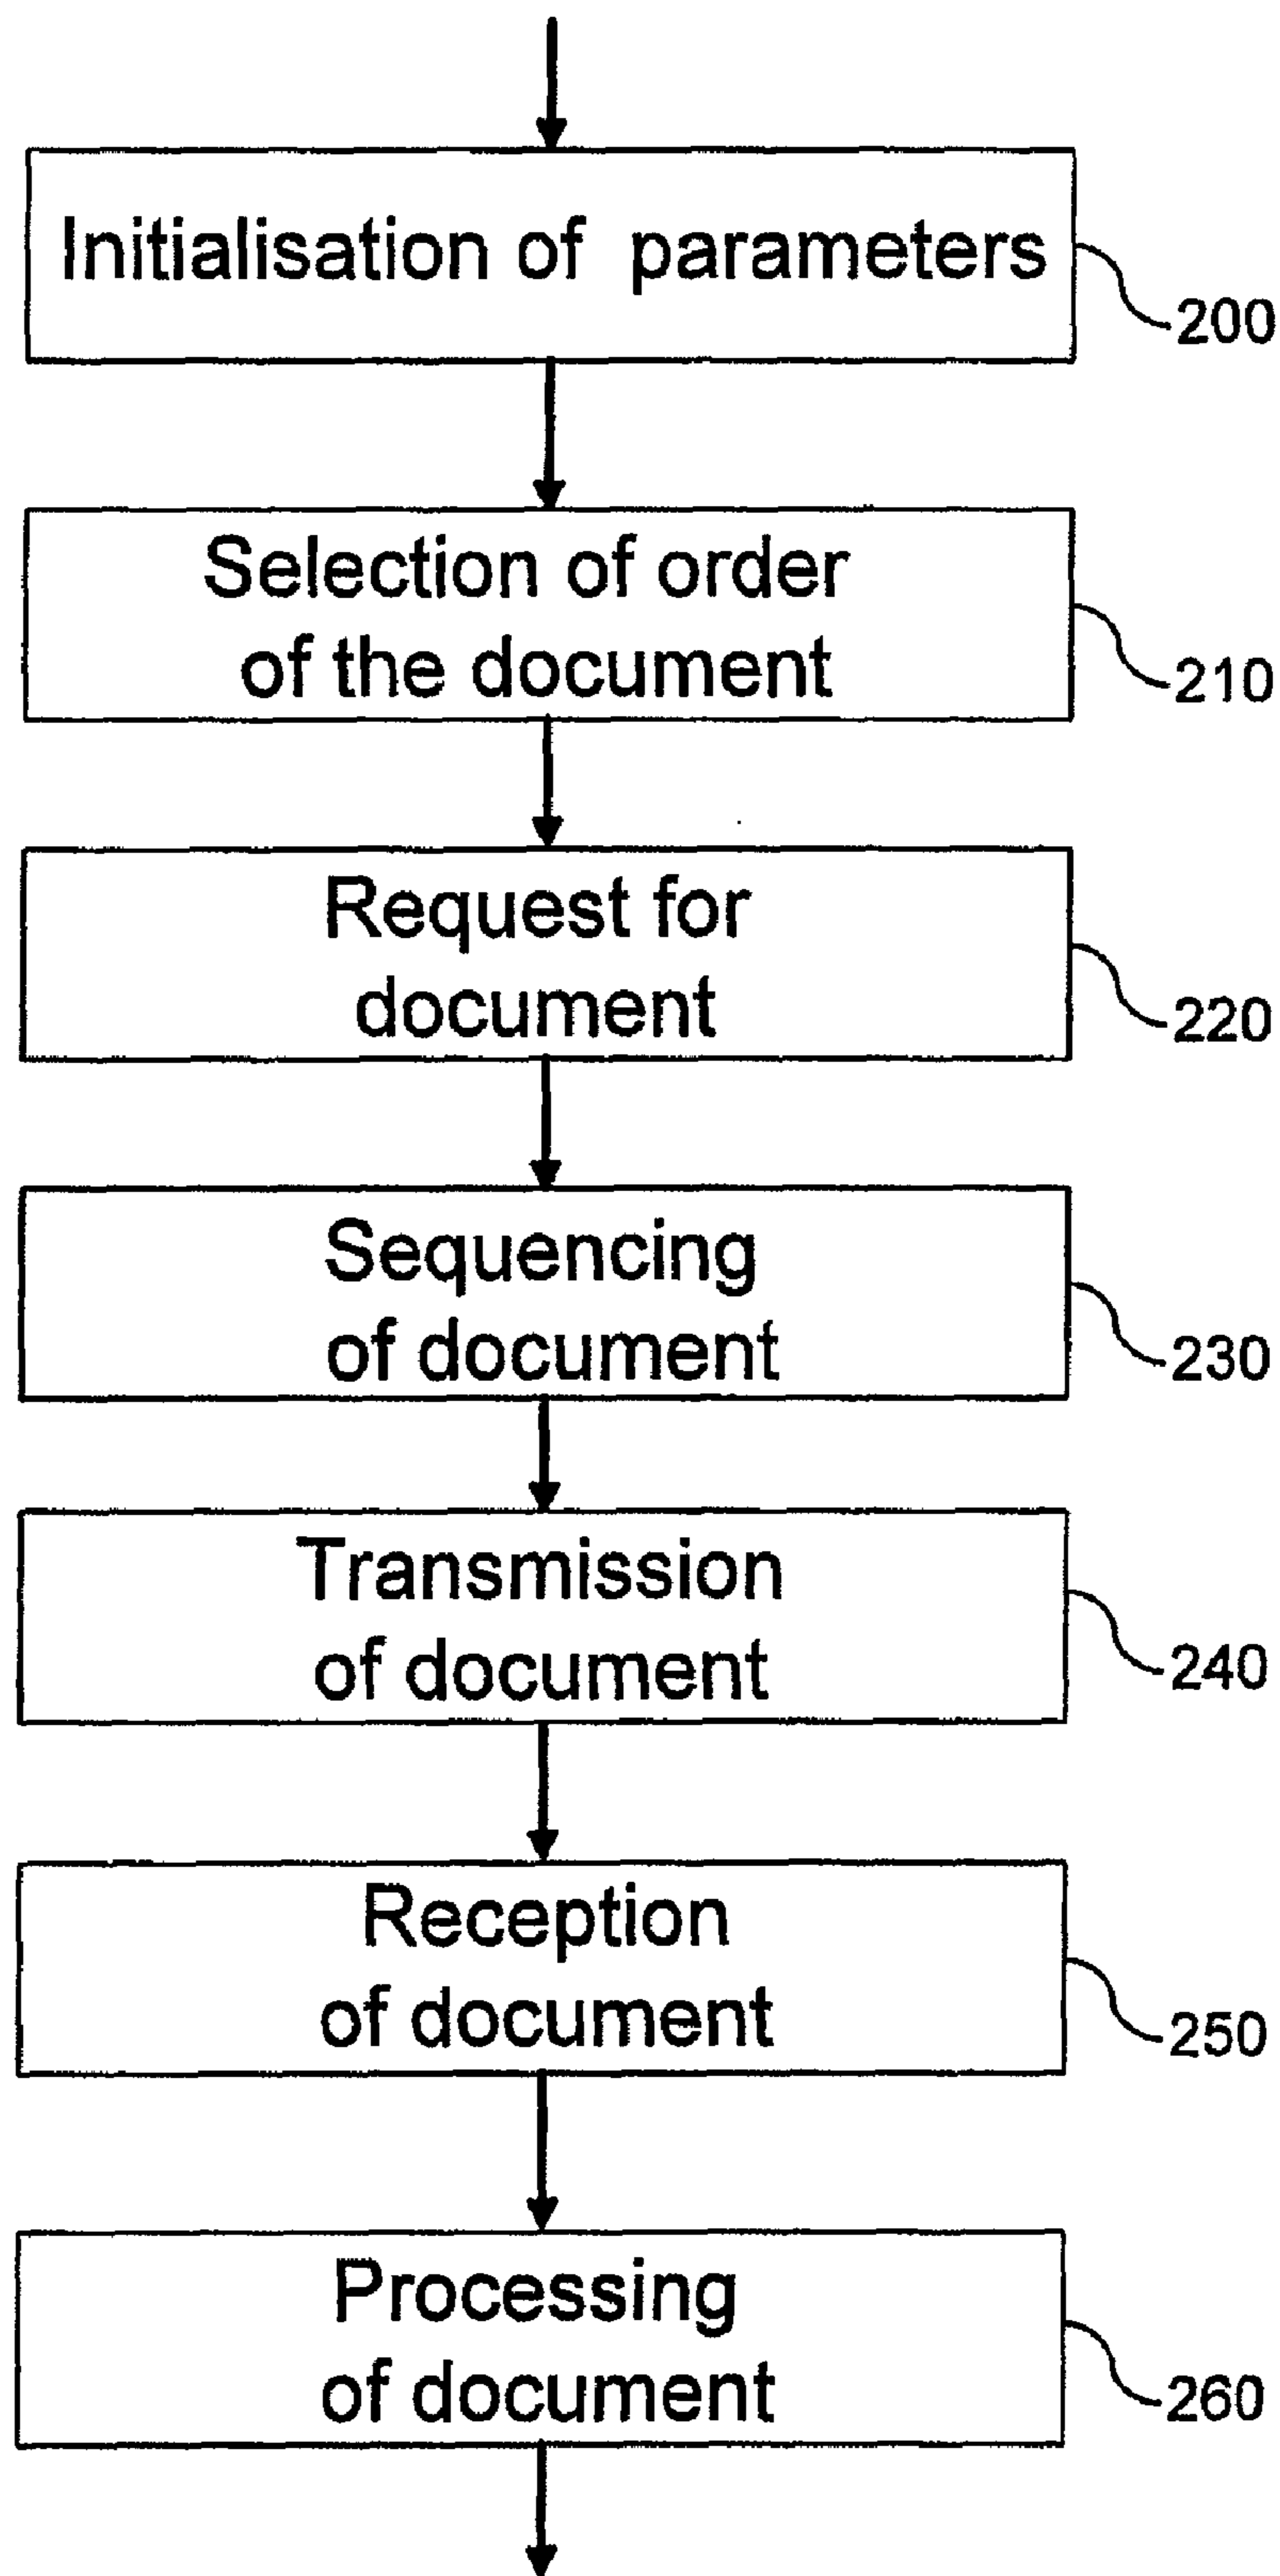 Initialisation of parameters
200
Selection of order
of the document
210
Request for
document
220
Sequencing
of document
230
Transmission
of document
240
Reception
of document
250
Processing
of document
260